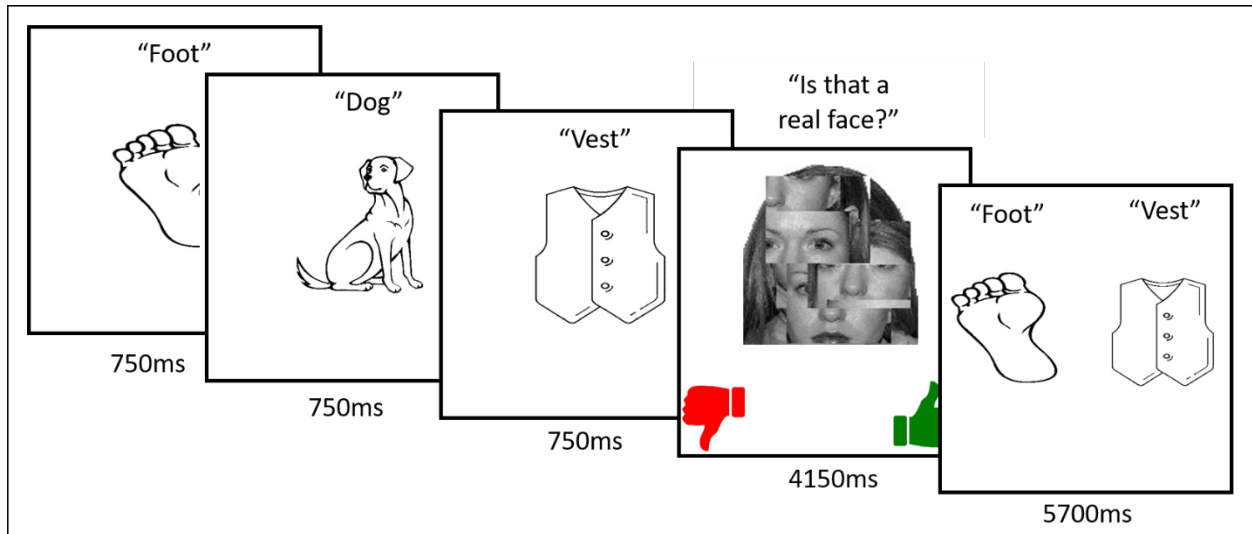 “Foot”
750ms
“Dog”
750ms
“Vest”
750ms
“Is that a
real face?”
4150ms
“Foot” “Vest”
5700ms